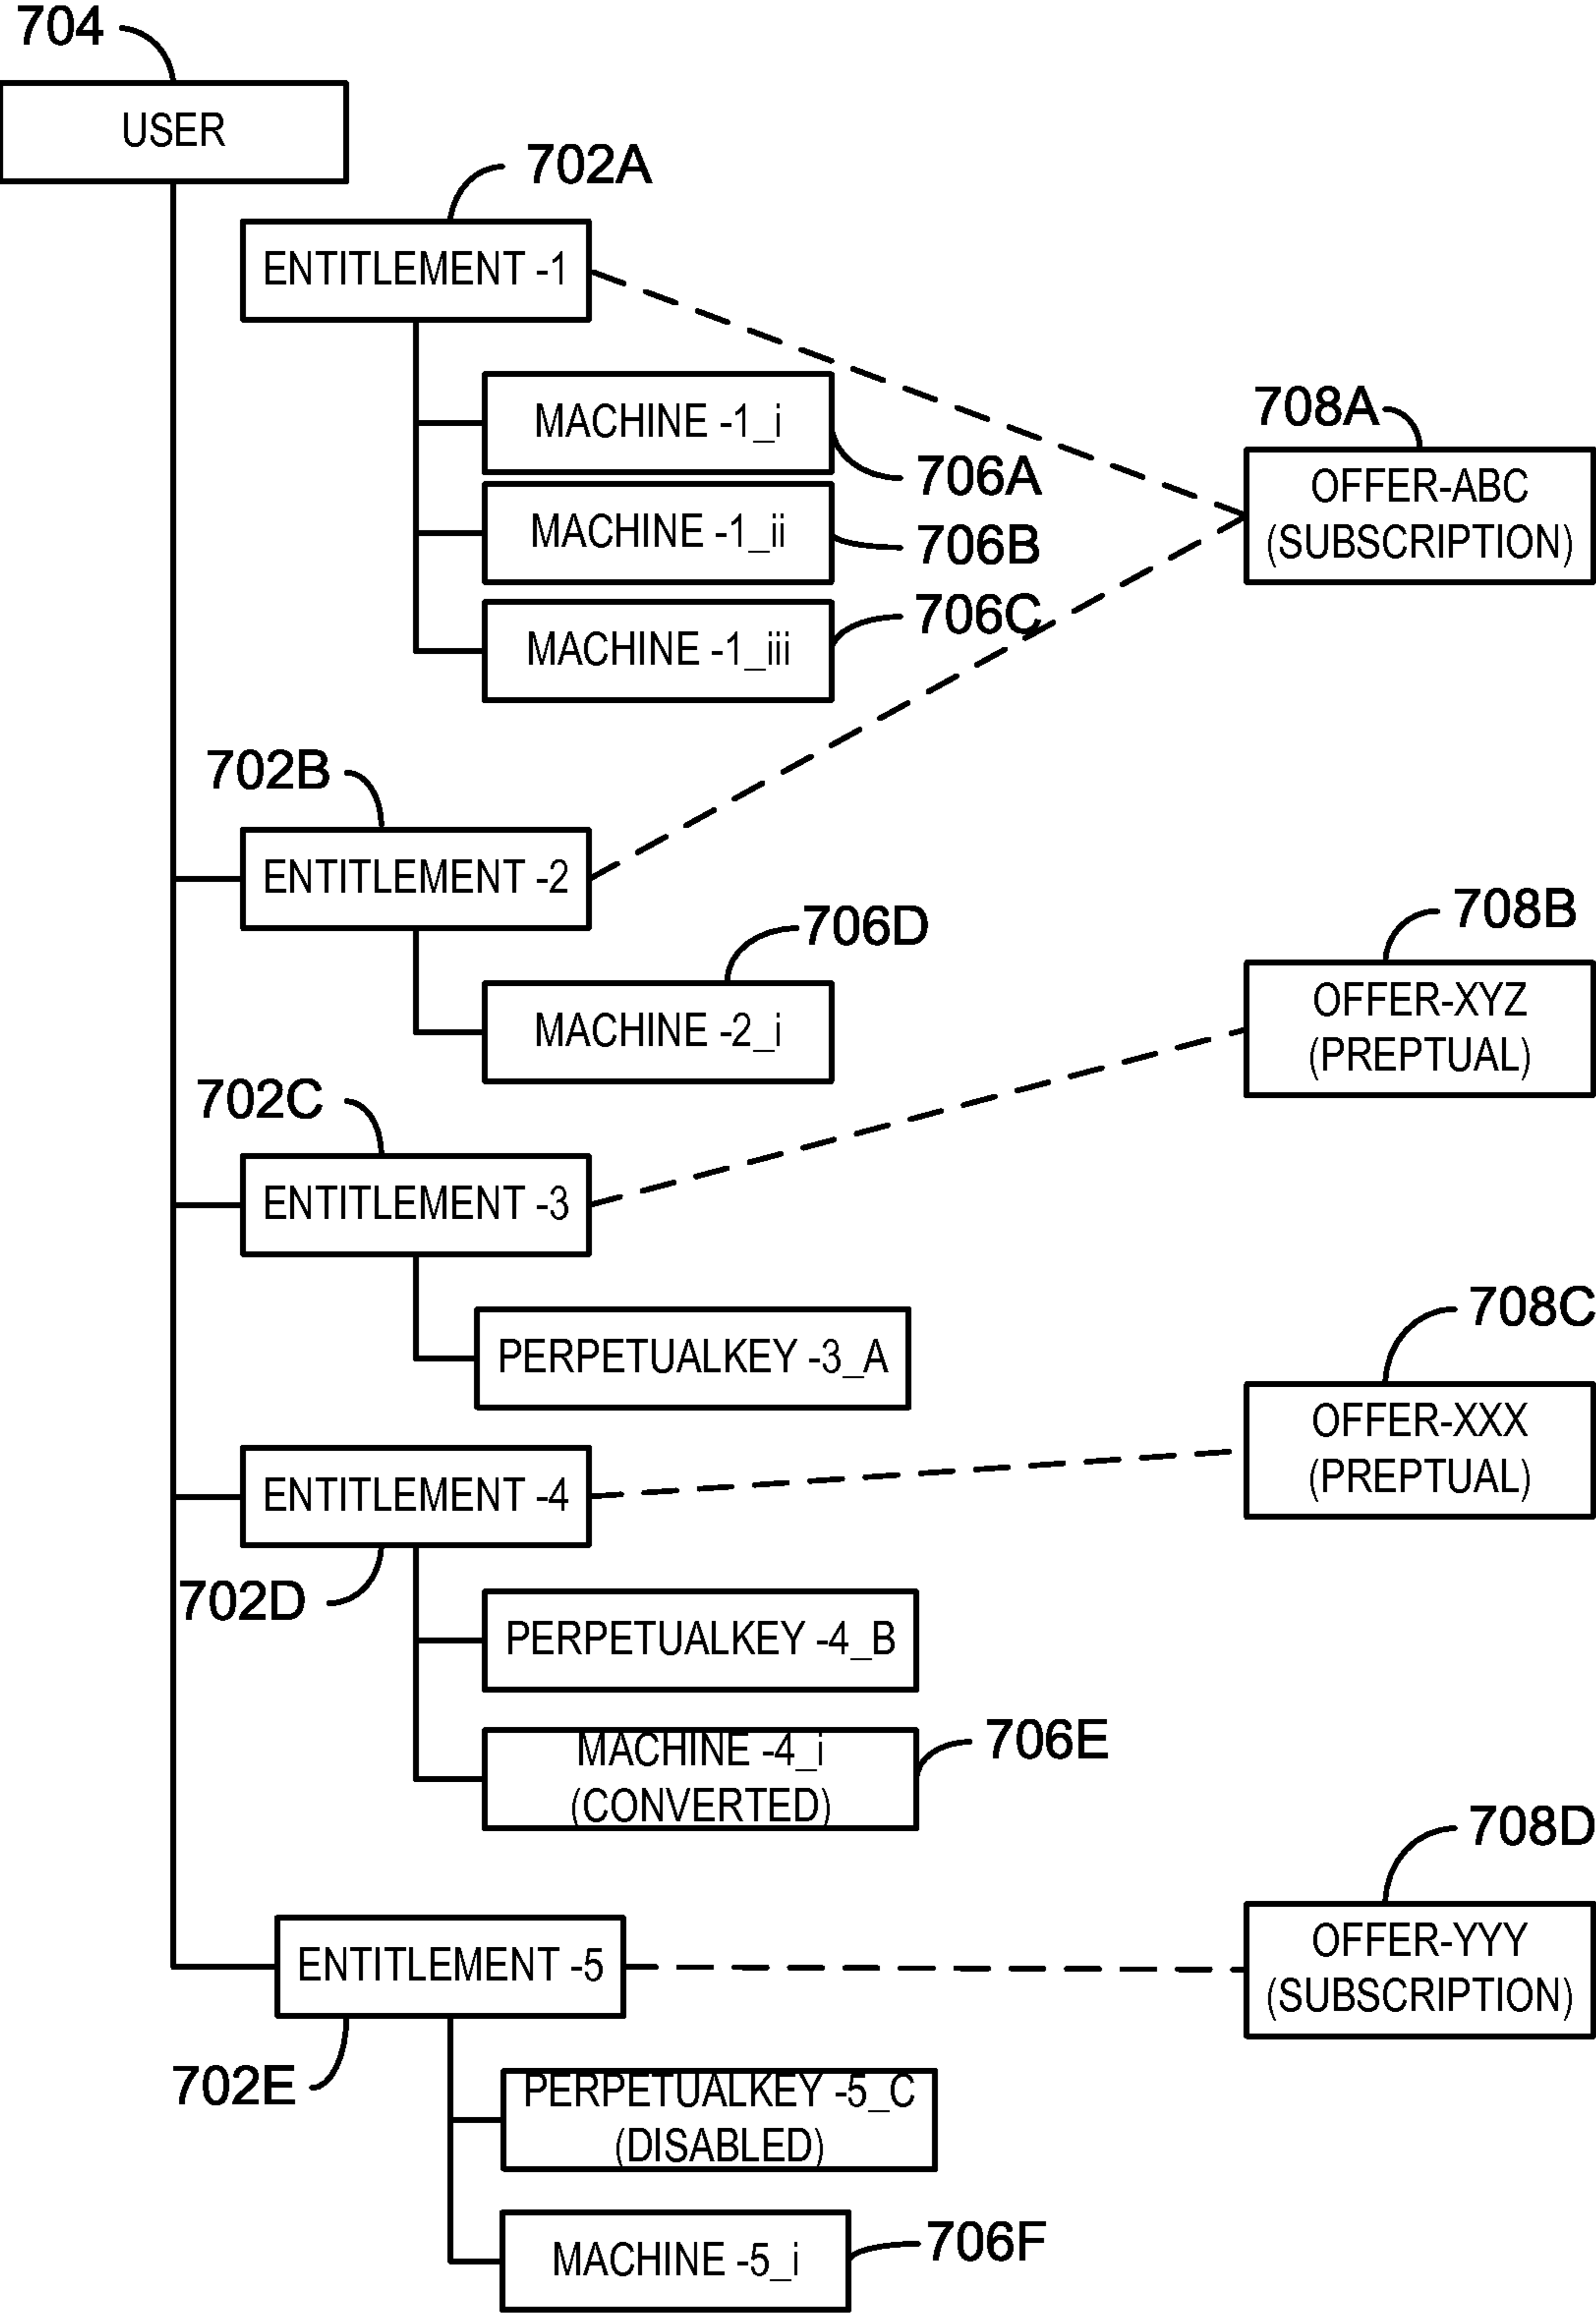 704
USER
702A
ENTITLEMENT -1
MACHINE -1_i
706A
MACHINE -1_ii
706B
MACHINE -1_iii
706C
708A
OFFER-ABC
(SUBSCRIPTION)
702B
ENTITLEMENT -2
706D
MACHINE -2_i
708B
OFFER-XYZ
(PREPTUAL)
702C
ENTITLEMENT -3
PERPETUALKEY -3_A
708C
OFFER-XXX
(PREPTUAL)
ENTITLEMENT -4
702D
PERPETUALKEY -4_B
MACHINE -4_i
(CONVERTED)
706E
708D
OFFER-YYY
(SUBSCRIPTION)
ENTITLEMENT -5
702E
PERPETUALKEY -5_C
(DISABLED)
MACHINE -5_i
706F